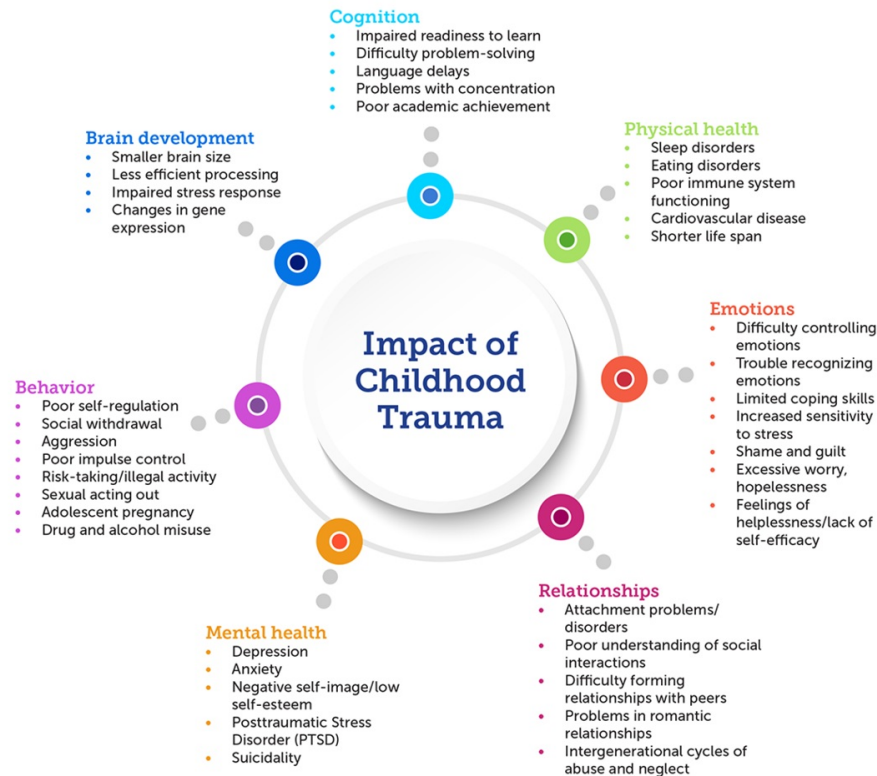 Cognition
Impaired readiness to learn
Difficulty problem-solving
Language delays
Problems with concentration
Poor academic achievement
Physical health
Sleep disorders
Eating disorders
Poor immune system
functioning
Cardiovascular disease
Shorter life span
Emotions
Difficulty controlling
emotions
Trouble recognizing
emotions
Limited coping skills
Increased sensitivity
to stress
Shame and guilt
Excessive worry,
hopelessness
Feelings of
helplessness/lack of
self-efficacy
Relationships
Attachment problems/
disorders
Poor understanding of social
interactions
Difficulty forming
relationships with peers
Problems in romantic
relationships
Intergenerational cycles of
abuse and neglect
Mental health
Depression
Anxiety
Negative self-image/low
self-esteem
Posttraumatic Stress
Disorder (PTSD)
Suicidality
Behavior
Poor self-regulation
Social withdrawal
Aggression
Poor impulse control
Risk-taking/illegal activity
Sexual acting out
Adolescent pregnancy
Drug and alcohol misuse
Brain development
Smaller brain size
Less efficient processing
Impaired stress response
Changes in gene
expression
Impact of
Childhood
Trauma